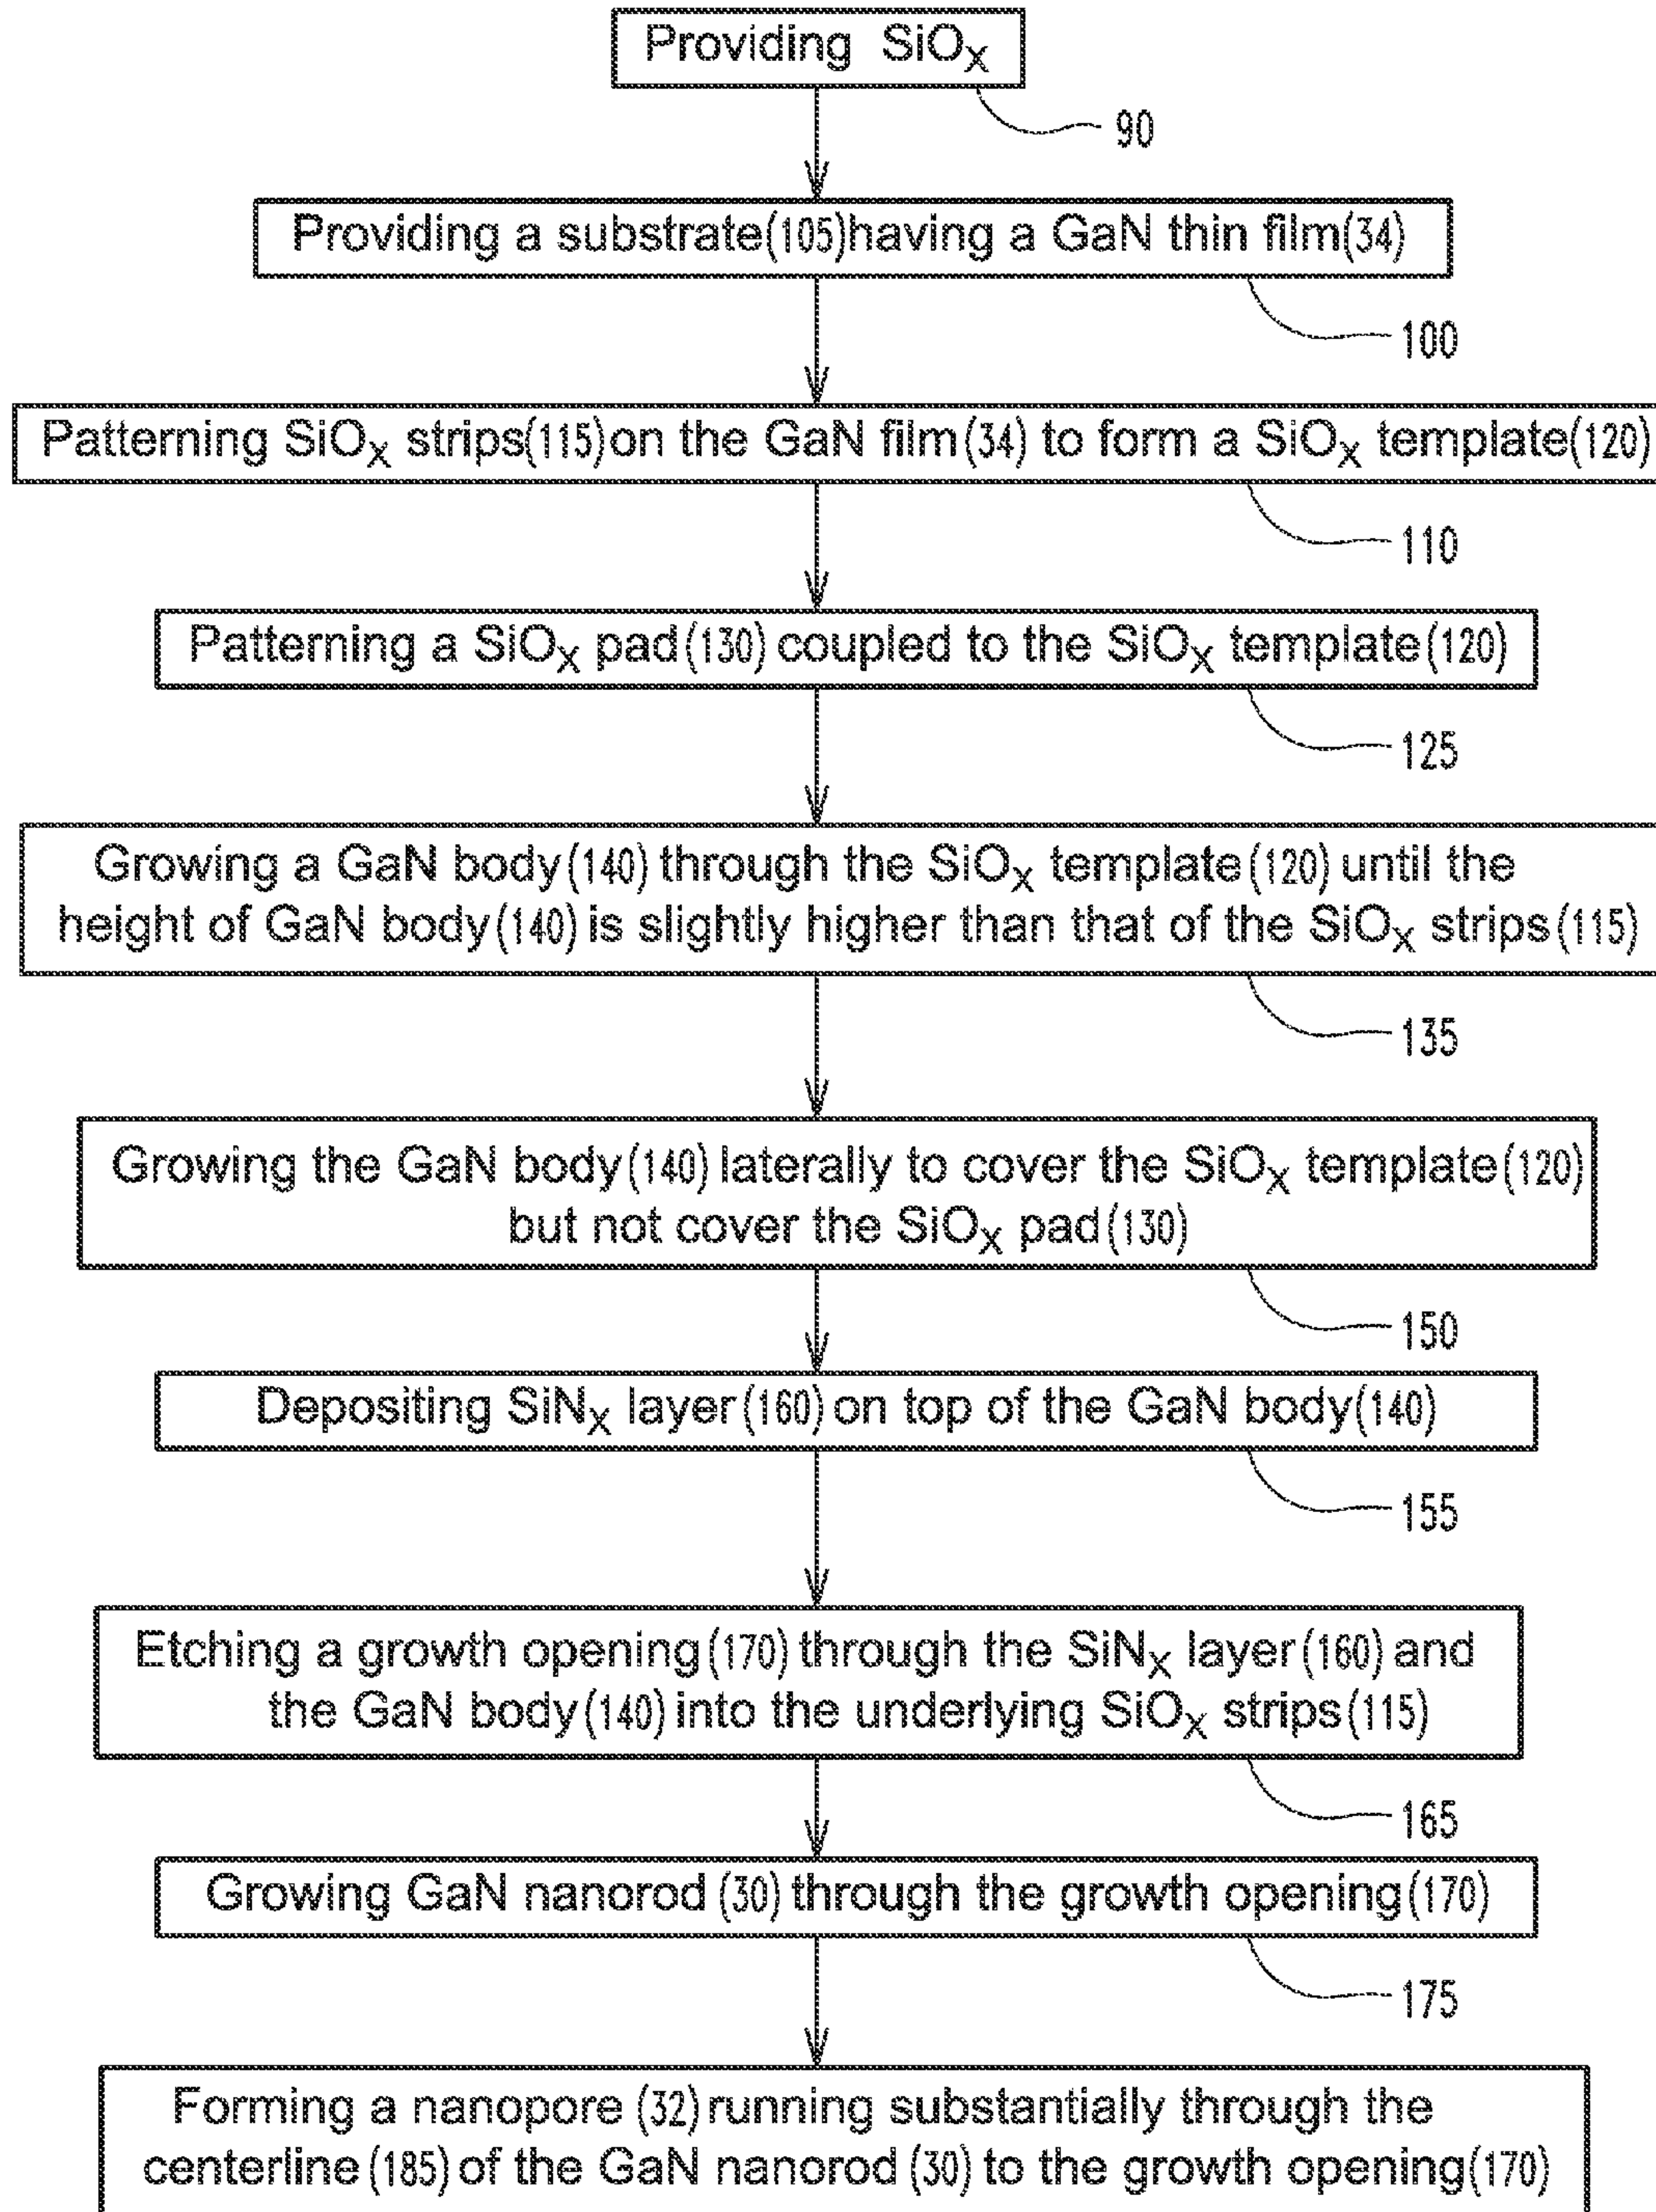 Providing SiOX
90
Providing a substrate(105)having a GaN thin film(34)
100
Patterning SiOX strips(115)on the GaN film(34) to form a SiOX template(120)
110
Patterning a SiOX pad(130) coupled to the SiOX template(120)
125
Growing a GaN body(140) through the SiOX template(120) until the
height of GaN body(140) is slightly higher than that of the SiOX strips(115)
135
Growing the GaN body(140) laterally to cover the SiOX template(120)
but not cover the SiOX pad(130)
150
Depositing SiNX layer(160) on top of the GaN body(140)
155
Etching a growth opening(170) through the SiNX layer(160) and
the GaN body(140) into the underlying SiOX strips(115)
165
Growing GaN nanorod (30) through the growth opening(170)
175
Forming a nanopore (32) running substantially through the
centerline(185) of the GaN nanorod (30) to the growth opening(170)